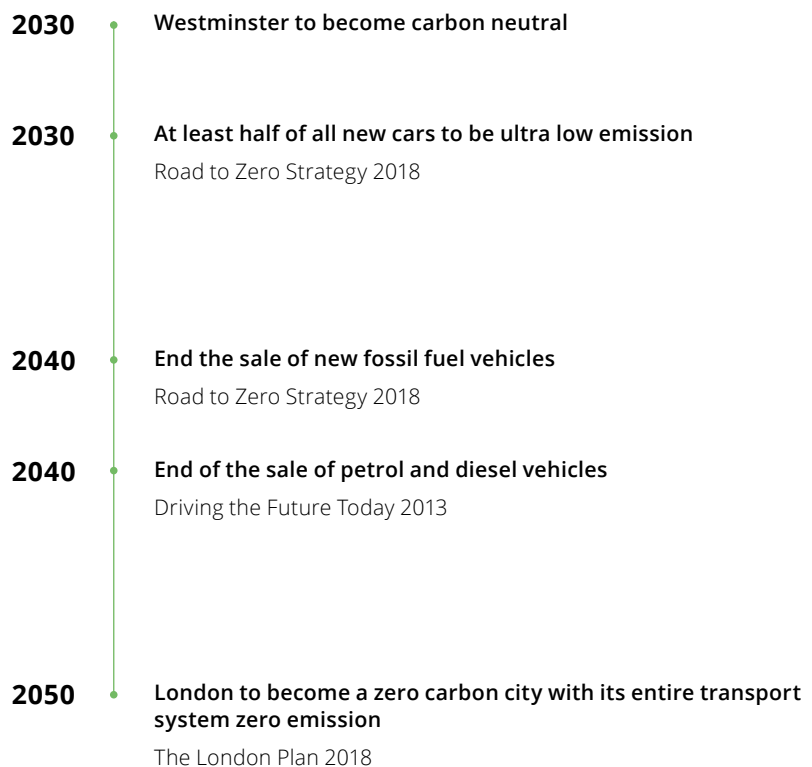 2030 Westminster to become carbon neutral
2030 At least half of all new cars to be ultra low emission
Road to Zero Strategy 2018
2040 End the sale of new fossil fuel vehicles
Road to Zero Strategy 2018
2040 End of the sale of petrol and diesel vehicles
Driving the Future Today 2013
2050 London to become a zero carbon city with its entire transport
system zero emission
The London Plan 2018